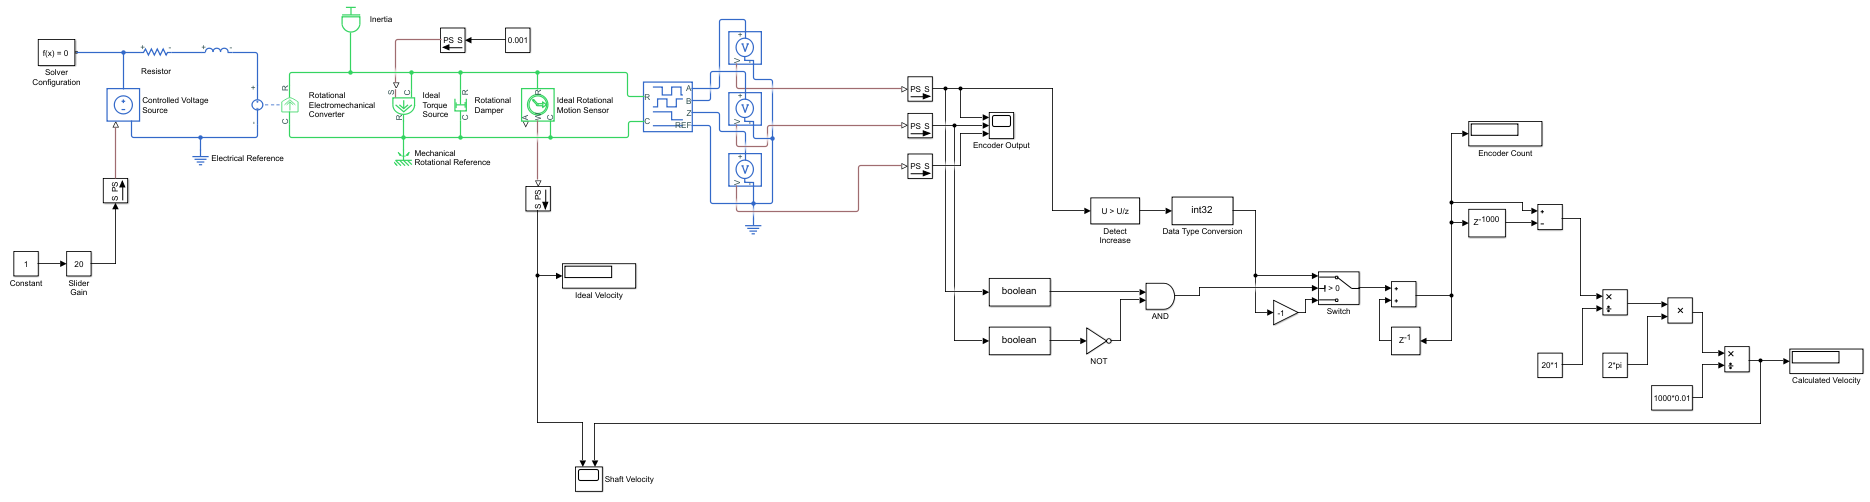 Inertia
f(x) = 0
Solver
Configuration
+
-
Resistor
+
-
PS S
0.001
Controlled Voltage
Source
+
-
+
-
R
C
Rotational
Electromechanical
Converter
S
C
R
Ideal
Torque
Source
R
C
Rotational
Damper
R
A
W
C
Ideal Rotational
Motion Sensor
R
C
A
B
Z
REF
+
V
V
-
+
V
V
-
+
V
V
-
PS S
PS S
PS S
Encoder Output
Electrical Reference
Mechanical
Rotational Reference
S PS
S PS
1
Constant
20
Slider
Gain
Ideal Velocity
U > U/z
Detect
Increase
int32
Data Type Conversion
Encoder Count
Z-1000
+
−
boolean
boolean
AND
NOT
-1
> 0
Switch
+
+
Z-1
×
÷
20*1
×
2*pi
×
÷
1000*0.01
Calculated Velocity
Shaft Velocity